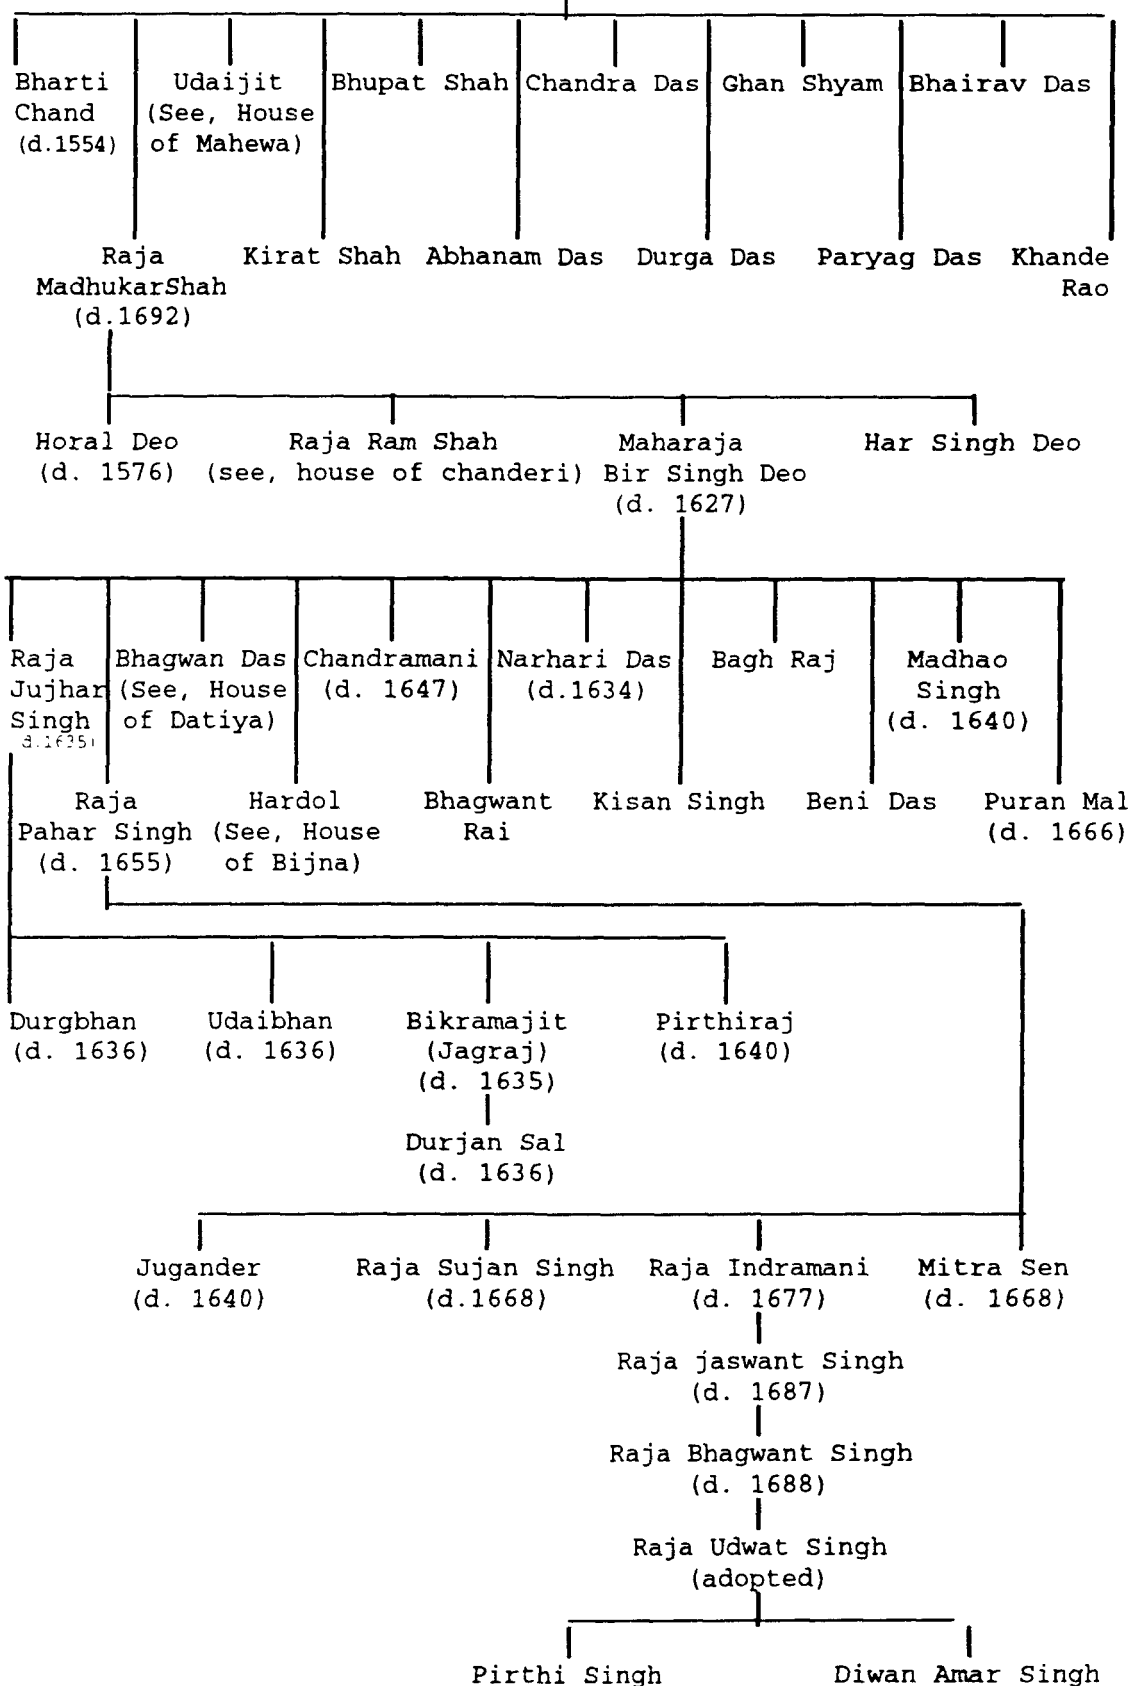 Bharti Udaijit Bhupat Shah Chandra Das Ghan Shyam Bhairav Das
Chand (See, House
(d.1554) of Mahewa)
Raja Kirat Shah Abhanam Das Durga Das Paryag Das Khande
MadhukarShah Rao
(d.1692)
Horal Deo Raja Ram Shah Maharaja Har Singh Deo
(d. 1576) (see, house of chanderi) Bir Singh Deo
(d. 1627)
Raja Bhagwan Das Chandramani Narhari Das Bagh Raj Madhao
Jujhar (See, House (d. 1647) (d.1634) Singh
Singh of Datiya) (d. 1640)
d.1635)
Raja Hardol Bhagwant Kisan Singh Beni Das Puran Mal
Pahar Singh (See, House Rai (d. 1666)
(d. 1655) of Bijna)
Durgbhan Udaibhan Bikramajit Pirthiraj
(d. 1636) (d. 1636) (Jagraj) (d. 1640)
(d. 1635)
Durjan Sal
(d. 1636)
Jugander Raja Sujan Singh Raja Indramani Mitra Sen
(d. 1640) (d.1668) (d. 1677) (d. 1668)
Raja jaswant Singh
(d. 1687)
Raja Bhagwant Singh
(d. 1688)
Raja Udwat Singh
(adopted)
Pirthi Singh Diwan Amar Singh